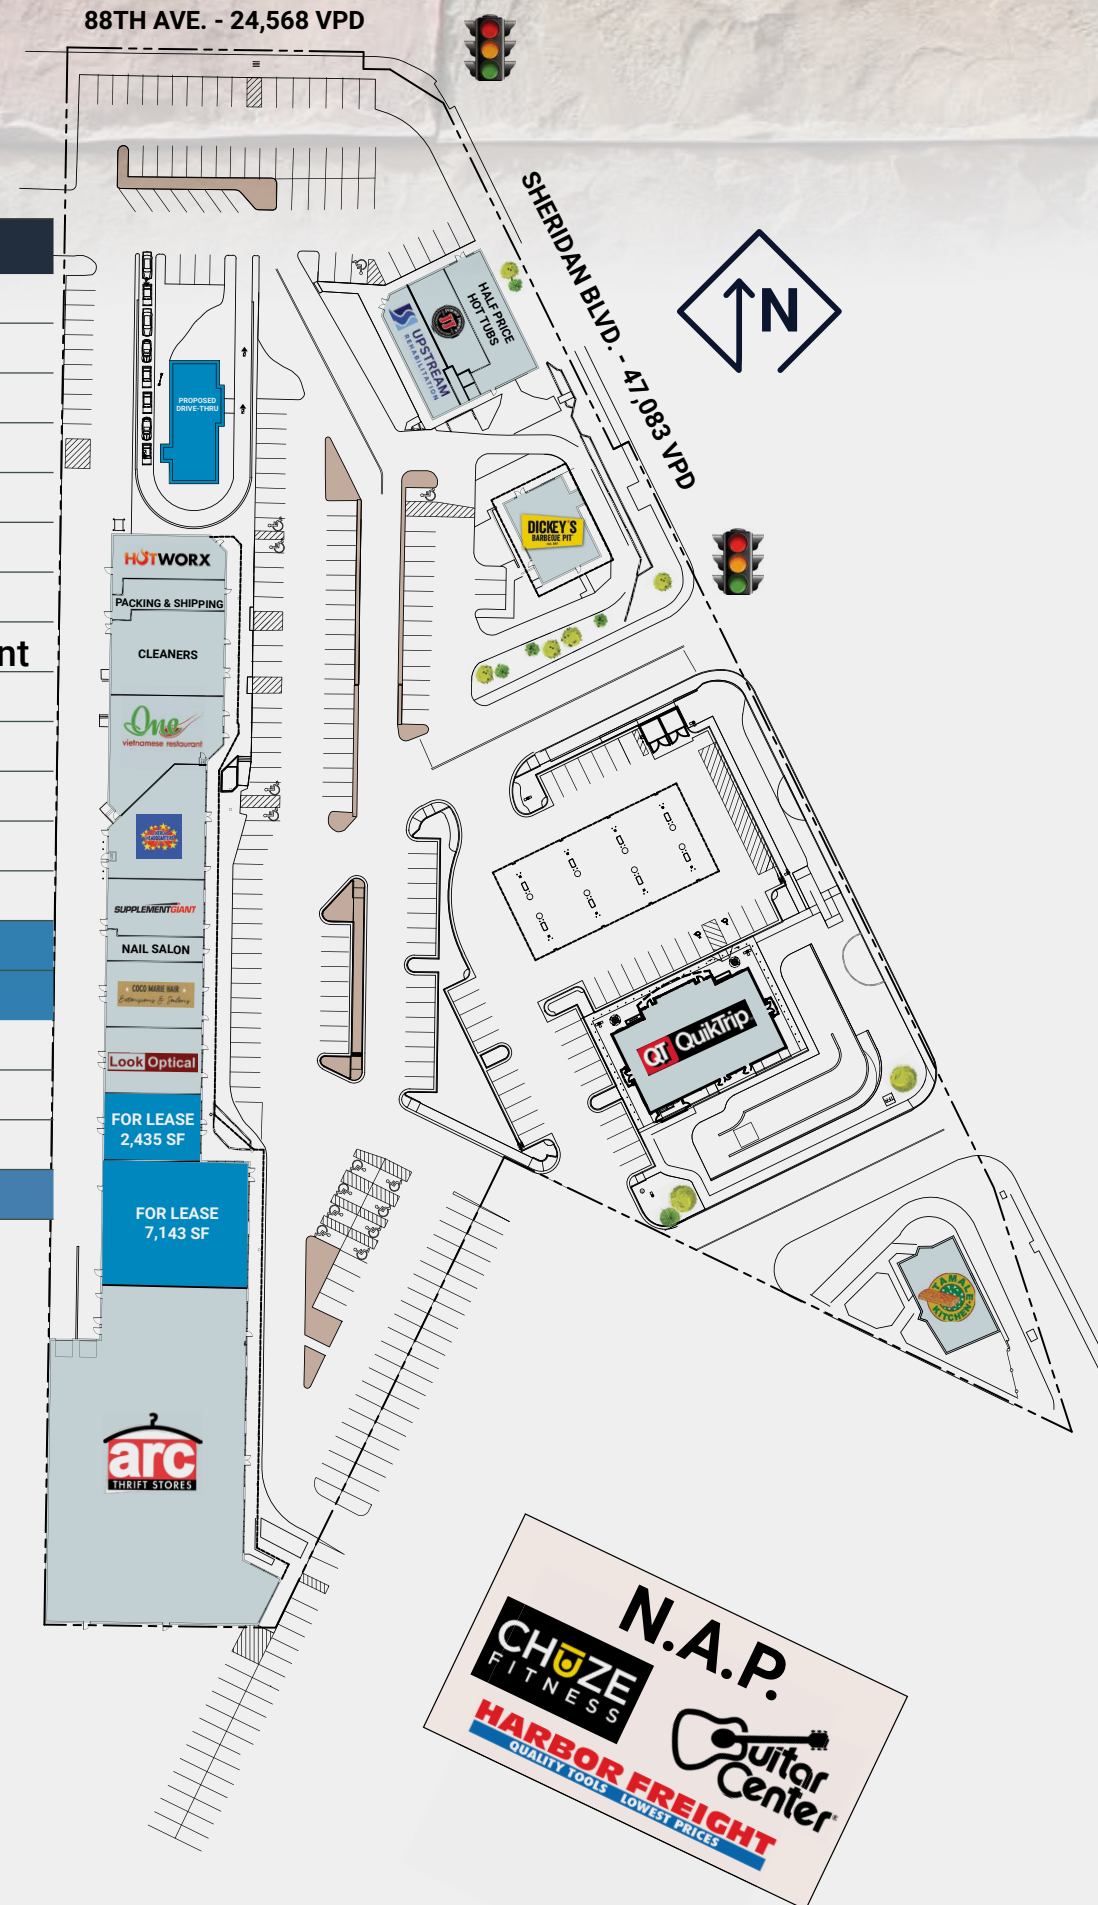 88TH AVE. - 24,568 VPD
SHERIDAN BLVD. - 47,083 VPD
N
HALF PRICE
HOT TUBS
UPSTREAM
REHABILITATION
PROPOSED
DRIVE-THRU
DICKEY'S
BARBECUE PIT
HOTWORX
PACKING & SHIPPING
nt
CLEANERS
One
vietnamese restaurant
SUPPLEMENTGIANT
NAIL SALON
COCO MARIE HAIR
Extensions & Salons
Look Optical
QT QuikTrip
FOR LEASE
2,435 SF
FOR LEASE
7,143 SF
TAMALE
KITCHEN
arc
THRIFT STORES
N.A.P.
CHUZE
FITNESS
HARBOR FREIGHT
QUALITY TOOLS LOWEST PRICES
Guitar
Center